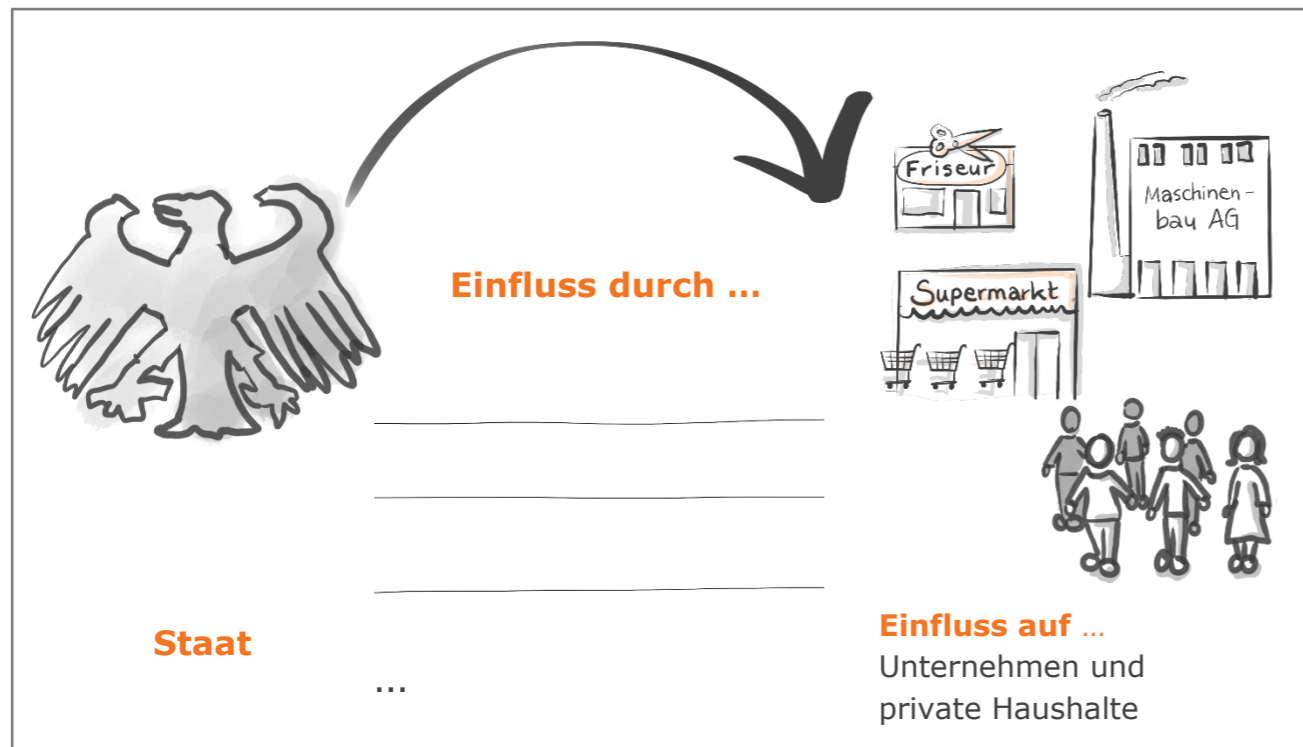 Friseur
Maschinen-
bau AG
Einfluss durch ...
Supermarkt
Staat
...
Einfluss auf ...
Unternehmen und
private Haushalte